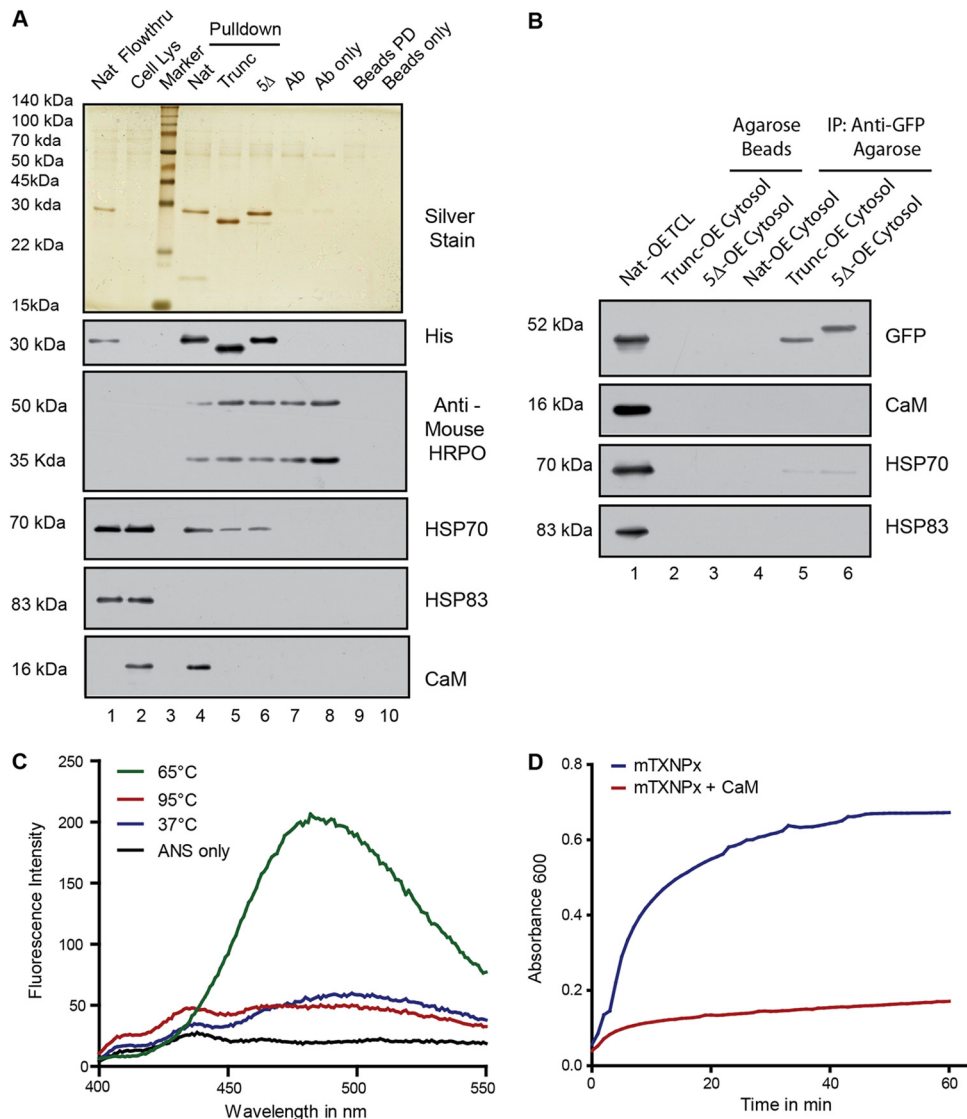 A
Pulldown
Nat Flowthru
Cell Lys
Marker
Nat
Trunc
5Δ
Ab
Ab only
Beads PD
Beads only
140 kDa
100 kDa
70 kda
50 kDa
45kDa
30 kda
22 kDa
15kDa
Silver
Stain
30 kDa
His
50 kDa
35 Kda
Anti -
Mouse
HRPO
70 kDa
HSP70
83 kDa
HSP83
16 kDa
CaM
1 2 3 4 5 6 7 8 9 10
B
Agarose
Beads
IP: Anti-GFP
Agarose
Nat -OE TCL
Trunc-OE Cytosol
5Δ-OE Cytosol
Nat-OE Cytosol
Trunc-OE Cytosol
5Δ-OE Cytosol
52 kDa
GFP
16 kDa
CaM
70 kDa
HSP70
83 kDa
HSP83
1 2 3 4 5 6
C
250
200
150
100
50
0
Fluorescence Intensity
65°C
95°C
37°C
ANS only
400 450 500 550
Wavelength in nm
D
0.8
0.6
0.4
0.2
0.0
Absorbance 600
mTXNPx
mTXNPx + CaM
0 20 40 60
Time in min